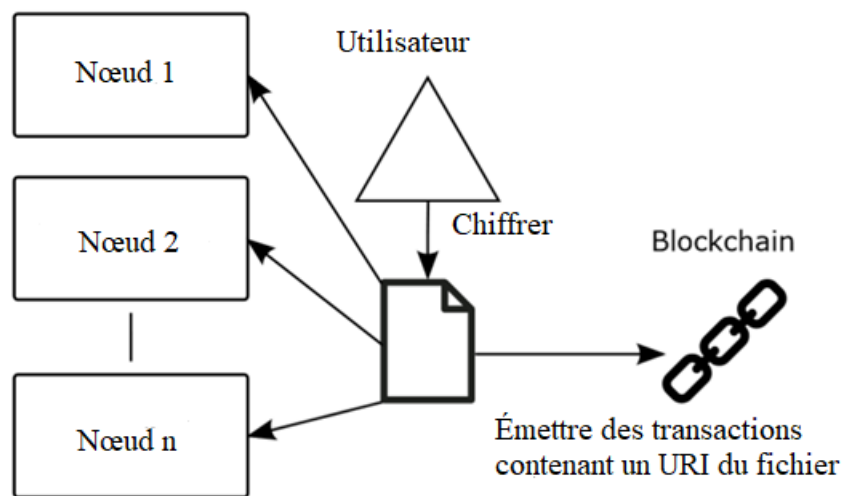 Nœud 1
Utilisateur
Nœud 2
Chiffrer
Blockchain
Nœud n
Émettre des transactions
contenant un URI du fichier